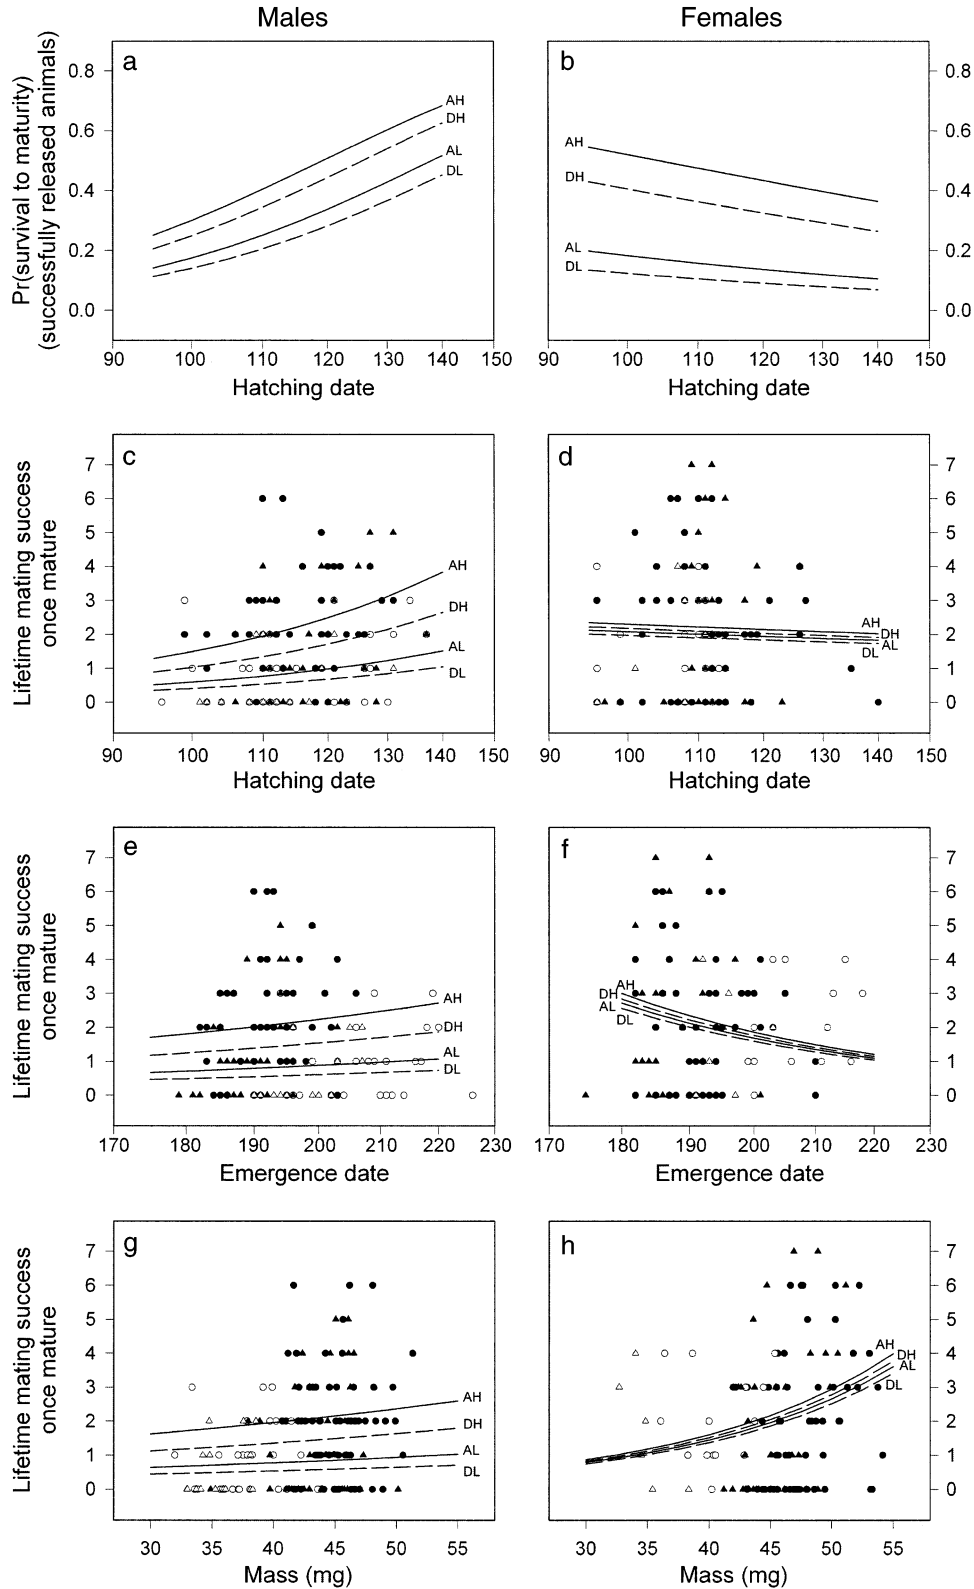 Males Females
a b
Pr(survival to maturity)
(successfully released animals)
0.8 0.8
0.6 0.6
0.4 0.4
0.2 0.2
0.0 0.0
AH
DH
AL
DL
AH
DH
AL
DL
90 100 110 120 130 140 150 90 100 110 120 130 140 150
Hatching date Hatching date
c d
Lifetime mating success
once mature
7 7
6 6
5 5
4 4
3 3
2 2
1 1
0 0
AH
DH
AL
DL
AH
DH
AL
DL
90 100 110 120 130 140 150 90 100 110 120 130 140 150
Hatching date Hatching date
e f
Lifetime mating success
once mature
7 7
6 6
5 5
4 4
3 3
2 2
1 1
0 0
AH
DH
AL
DL
AH
DH
AL
DL
170 180 190 200 210 220 230 170 180 190 200 210 220 230
Emergence date Emergence date
g h
Lifetime mating success
once mature
7 7
6 6
5 5
4 4
3 3
2 2
1 1
0 0
AH
DH
AL
DL
AH
DH
AL
DL
30 35 40 45 50 55 30 35 40 45 50 55
Mass (mg) Mass (mg)